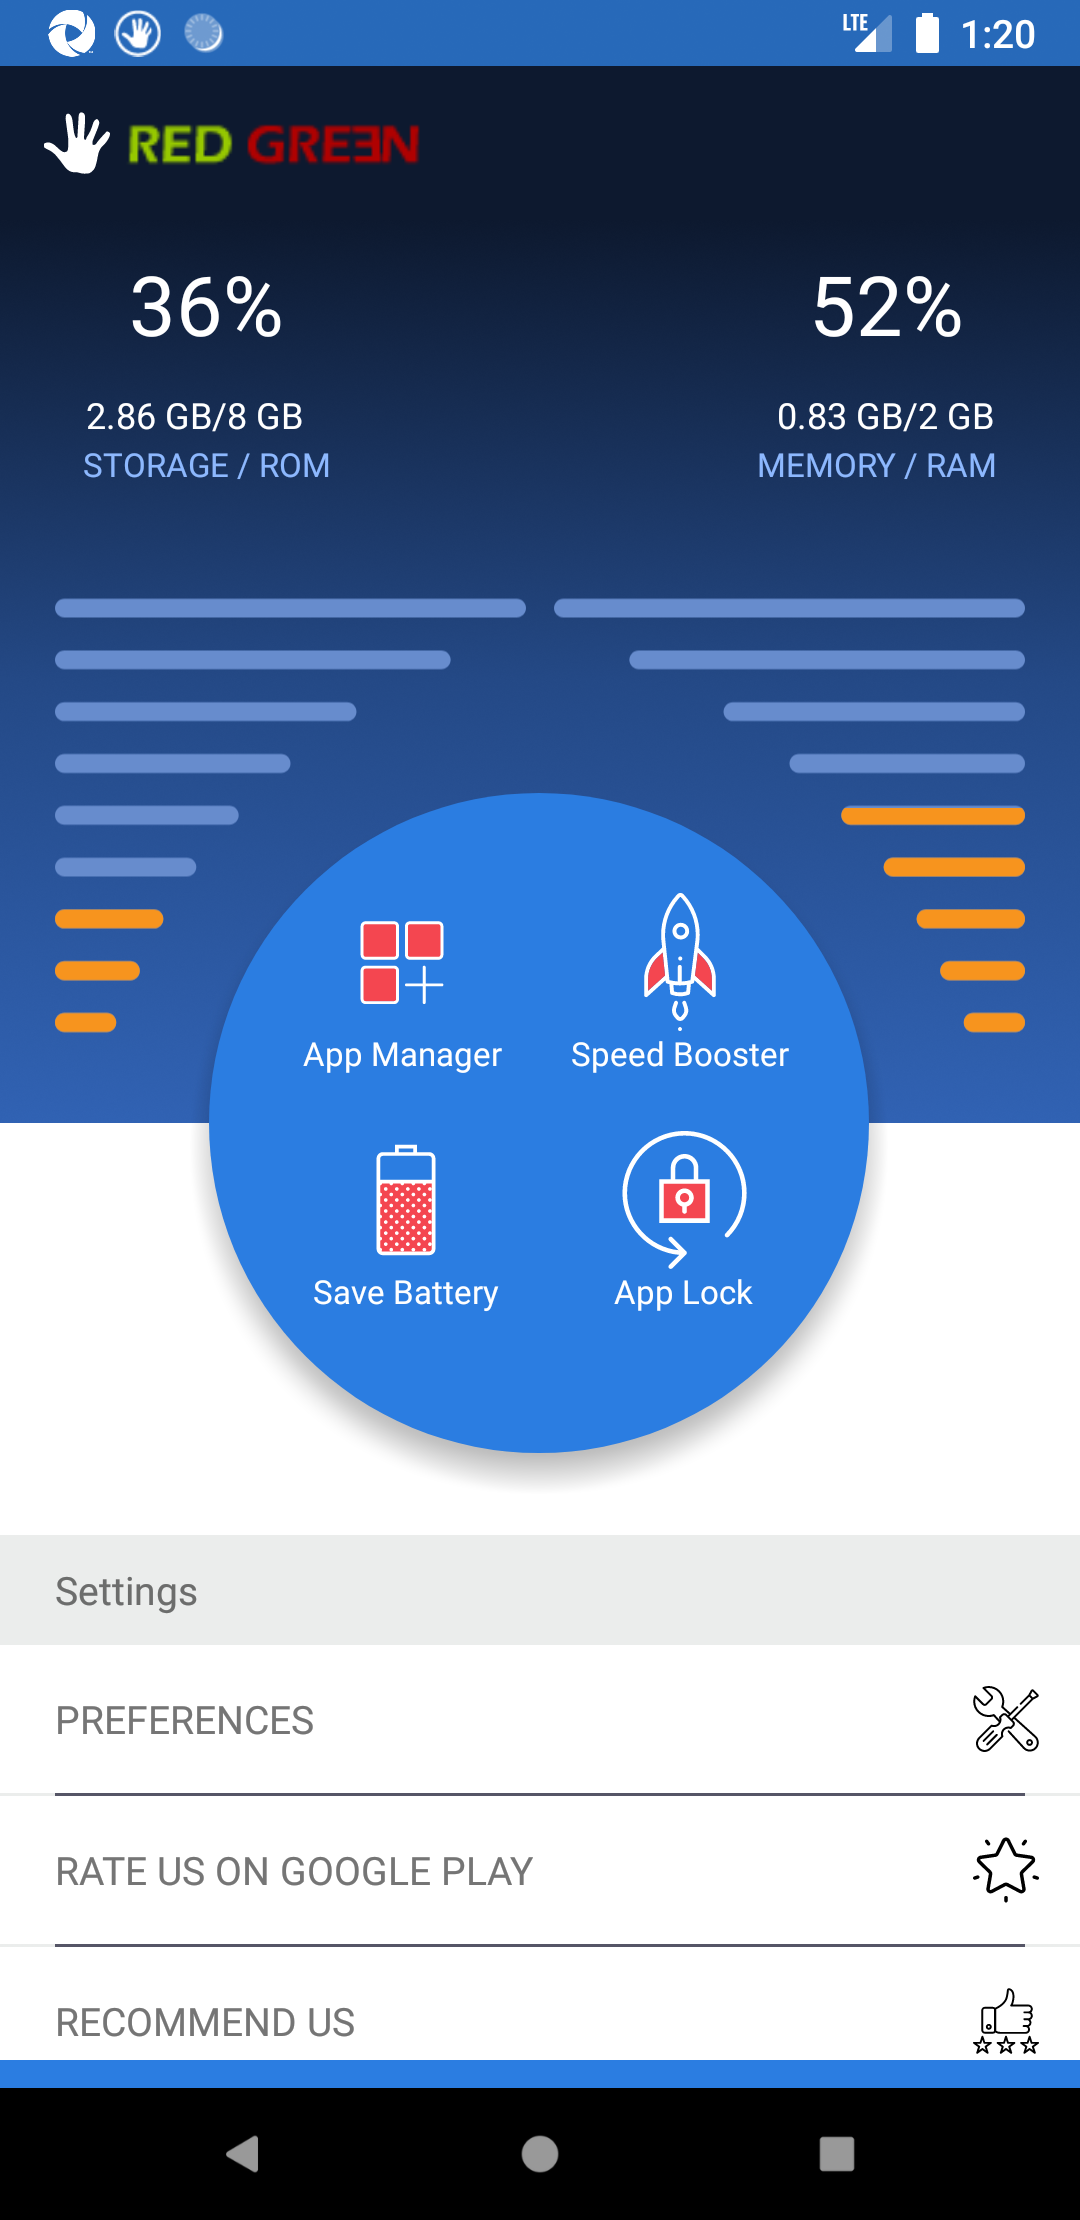 LTE 1:20
RED GREEN
36% 52%
2.86 GB/8 GB 0.83 GB/2 GB
STORAGE / ROM MEMORY / RAM
App Manager Speed Booster
Save Battery App Lock
Settings
PREFERENCES
RATE US ON GOOGLE PLAY
RECOMMEND US